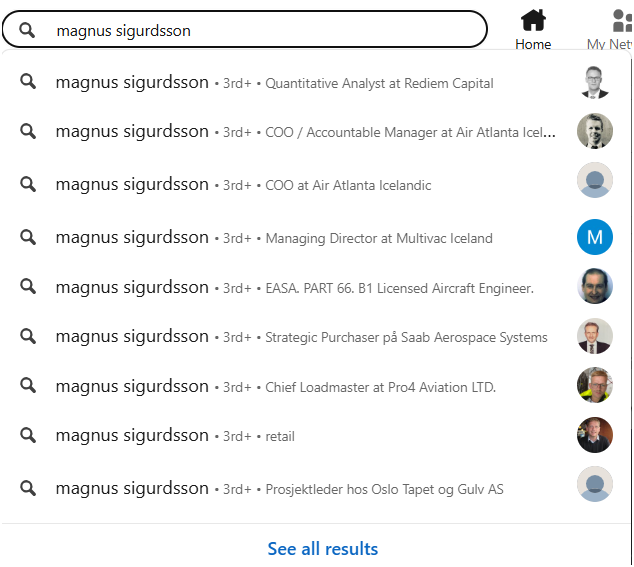 magnus sigurdsson
Home
My Net
magnus sigurdsson • 3rd+ • Quantitative Analyst at Rediem Capital
magnus sigurdsson • 3rd+ • COO / Accountable Manager at Air Atlanta Icel...
magnus sigurdsson • 3rd+ • COO at Air Atlanta Icelandic
magnus sigurdsson • 3rd+ • Managing Director at Multivac Iceland
M
magnus sigurdsson • 3rd+ • EASA. PART 66. B1 Licensed Aircraft Engineer.
magnus sigurdsson • 3rd+ • Strategic Purchaser på Saab Aerospace Systems
magnus sigurdsson • 3rd+ • Chief Loadmaster at Pro4 Aviation LTD.
magnus sigurdsson • 3rd+ • retail
magnus sigurdsson • 3rd+ • Prosjektleder hos Oslo Tapet og Gulv AS
See all results